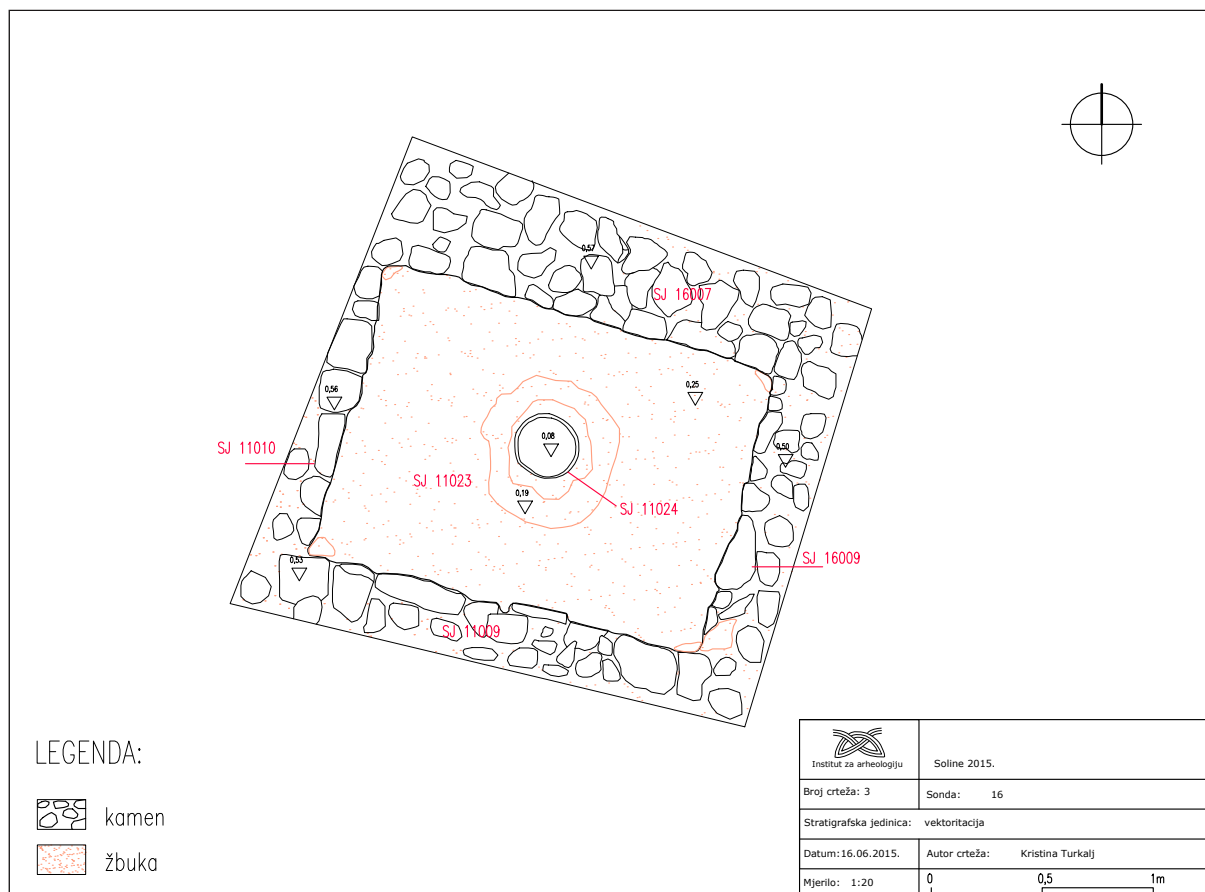 0,57
SJ 16007
0,56
0,25
SJ 11010
0,08
0,50
SJ 11023
0,19
SJ 11024
SJ 16009
0,53
SJ 11009
LEGENDA:
kamen
žbuka
Institut za arheologiju
Soline 2015.
Broj crteža: 3
Sonda: 16
Stratigrafska jedinica: vektoritacija
Datum:16.06.2015.
Autor crteža: Kristina Turkalj
Mjerilo: 1:20
0 0,5 1m